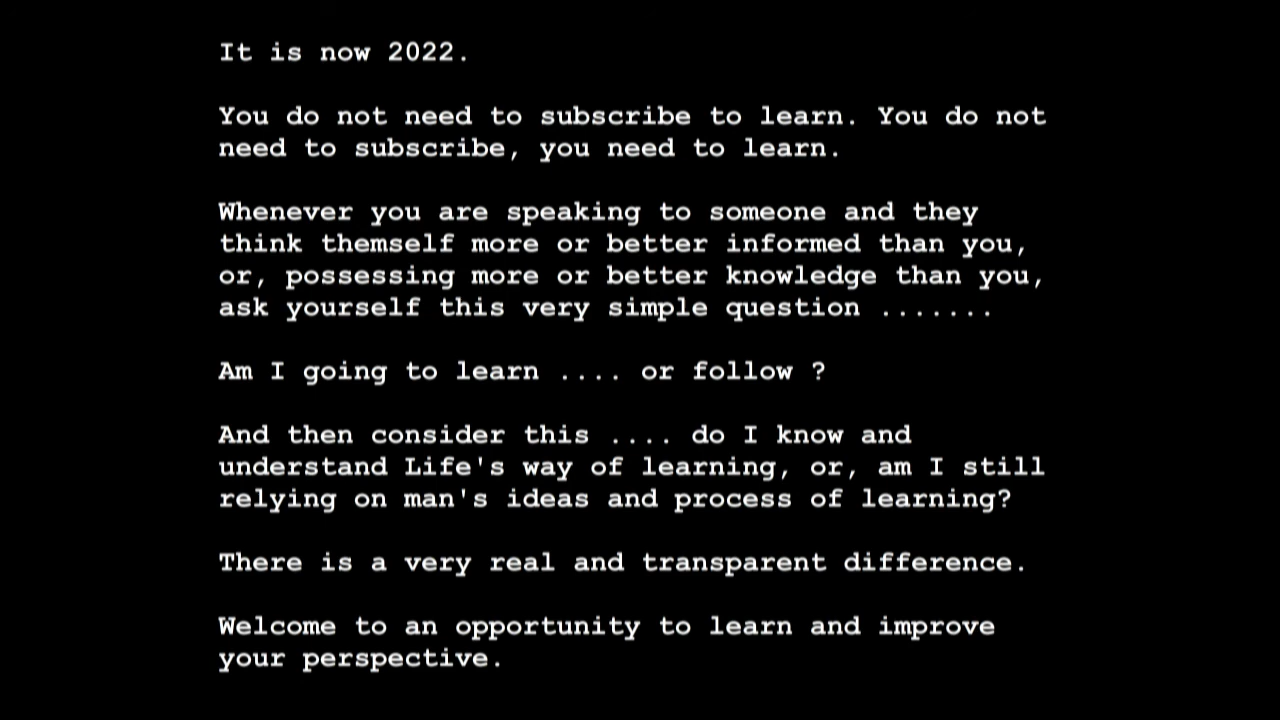 It is now 2022.
You do not need to subscribe to learn. You do not
need to subscribe, you need to learn.
Whenever you are speaking to someone and they
think themself more or better informed than you,
or, possessing more or better knowledge than you,
ask yourself this very simple question .......
Am I going to learn .... or follow ?
And then consider this .... do I know and
understand Life's way of learning, or, am I still
relying on man's ideas and process of learning?
There is a very real and transparent difference.
Welcome to an opportunity to learn and improve
your perspective.